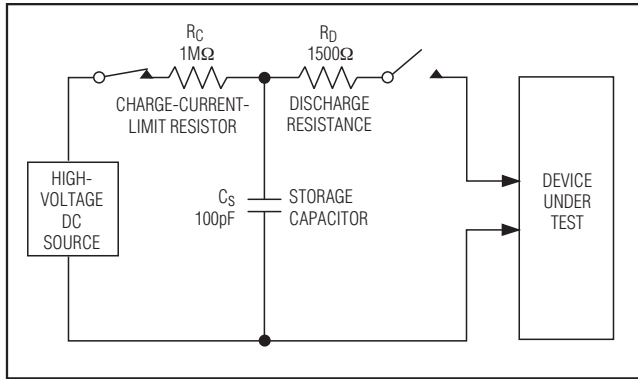 RC
1MΩ
CHARGE-CURRENT-
LIMIT RESISTOR
RD
1500Ω
DISCHARGE
RESISTANCE
HIGH-
VOLTAGE
DC
SOURCE
CS
100pF
STORAGE
CAPACITOR
DEVICE
UNDER
TEST